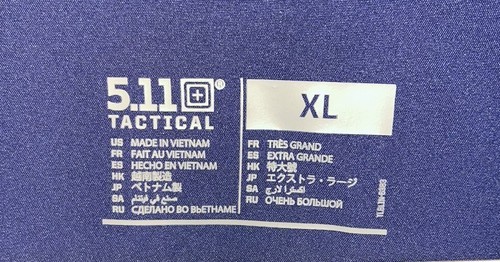 5.11®
TACTICAL
US MADE IN VIETNAM
FR FAIT AU VIETNAM
ES HECHO EN VIETNAM
HK 越南製造
JP ベトナム製
SA صنع في فيتنام
RU СДЕЛАНО ВО ВЬЕТНАМЕ
XL
FR TRÈS GRAND
ES EXTRA GRANDE
HK 特大號
JP エクストラ・ラージ
SA اكسترا لارج
RU ОЧЕНЬ БОЛЬШОЙ